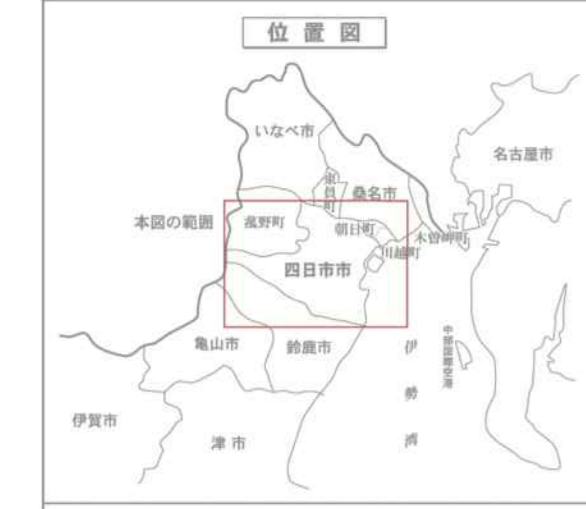 位置図
いなべ市
名古屋市
東員町
桑名市
本図の範囲
菰野町
朝日町
木曽岬町
川越町
四日市市
亀山市
鈴鹿市
伊勢湾
中部国際空港
伊賀市
津市